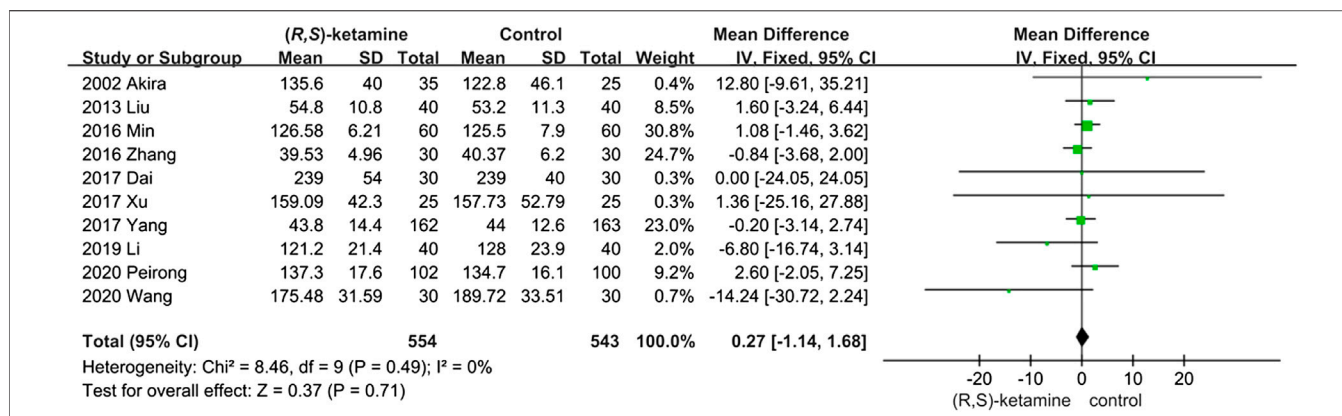 (R,S)-ketamine Control Mean Difference Mean Difference
Study or Subgroup Mean SD Total Mean SD Total Weight IV, Fixed, 95% CI IV, Fixed, 95% CI
2002 Akira 135.6 40 35 122.8 46.1 25 0.4% 12.80 [-9.61, 35.21]
2013 Liu 54.8 10.8 40 53.2 11.3 40 8.5% 1.60 [-3.24, 6.44]
2016 Min 126.58 6.21 60 125.5 7.9 60 30.8% 1.08 [-1.46, 3.62]
2016 Zhang 39.53 4.96 30 40.37 6.2 30 24.7% -0.84 [-3.68, 2.00]
2017 Dai 239 54 30 239 40 30 0.3% 0.00 [-24.05, 24.05]
2017 Xu 159.09 42.3 25 157.73 52.79 25 0.3% 1.36 [-25.16, 27.88]
2017 Yang 43.8 14.4 162 44 12.6 163 23.0% -0.20 [-3.14, 2.74]
2019 Li 121.2 21.4 40 128 23.9 40 2.0% -6.80 [-16.74, 3.14]
2020 Peirong 137.3 17.6 102 134.7 16.1 100 9.2% 2.60 [-2.05, 7.25]
2020 Wang 175.48 31.59 30 189.72 33.51 30 0.7% -14.24 [-30.72, 2.24]
Total (95% CI) 554 543 100.0% 0.27 [-1.14, 1.68]
Heterogeneity: Chi² = 8.46, df = 9 (P = 0.49); I² = 0%
Test for overall effect: Z = 0.37 (P = 0.71)
-20 -10 0 10 20
(R,S)-ketamine control